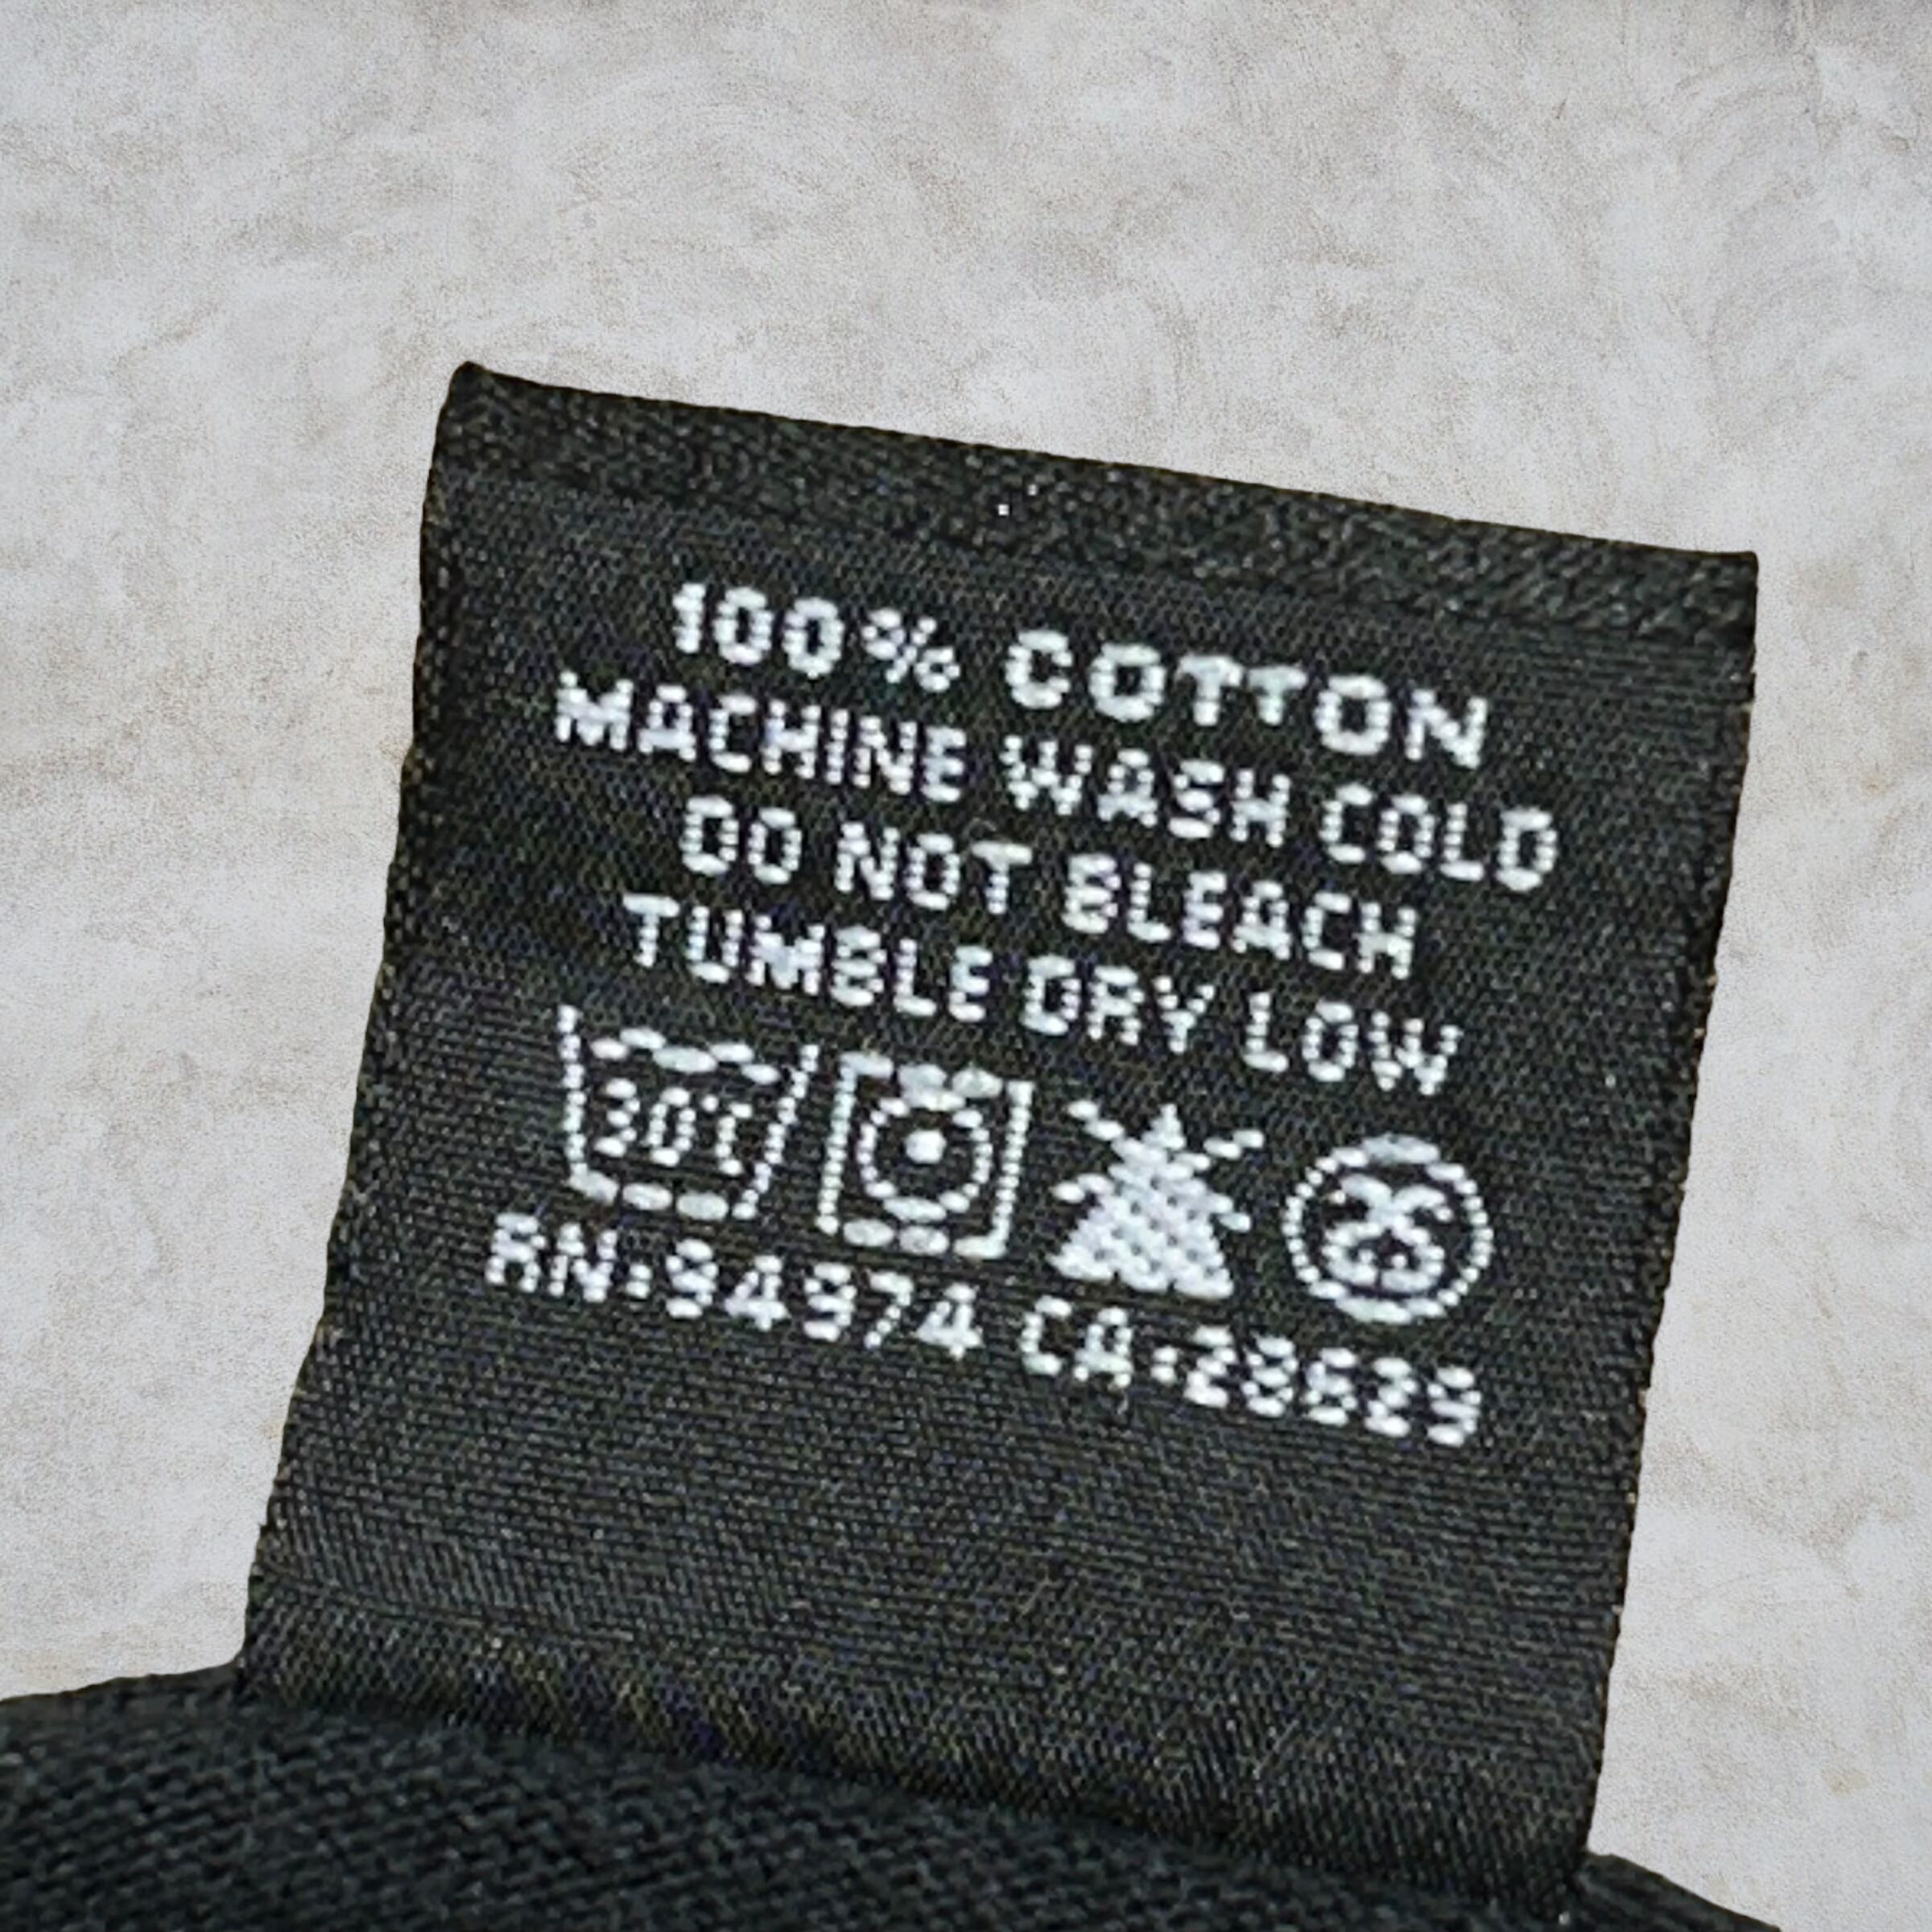 100% COTTON
MACHINE WASH COLD
DO NOT BLEACH
TUMBLE DRY LOW
30°C
RN:94974 CA:28629